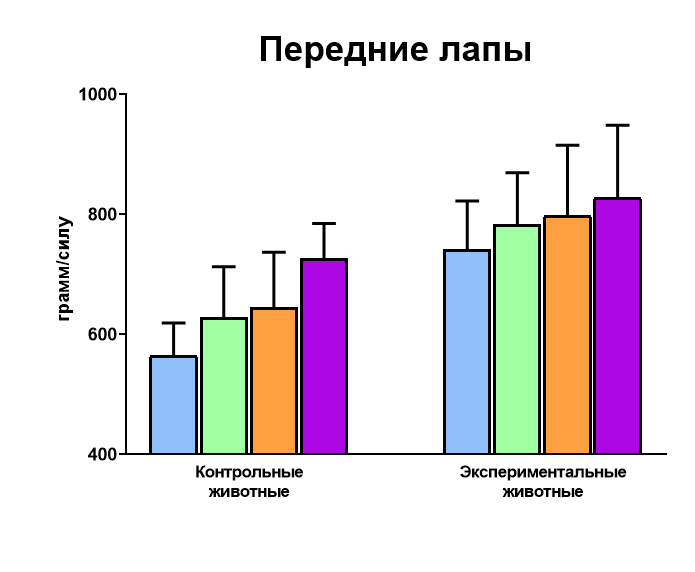 Передние лапы
1000
800
600
400
грамм/силу
Контрольные
животные
Экспериментальные
животные